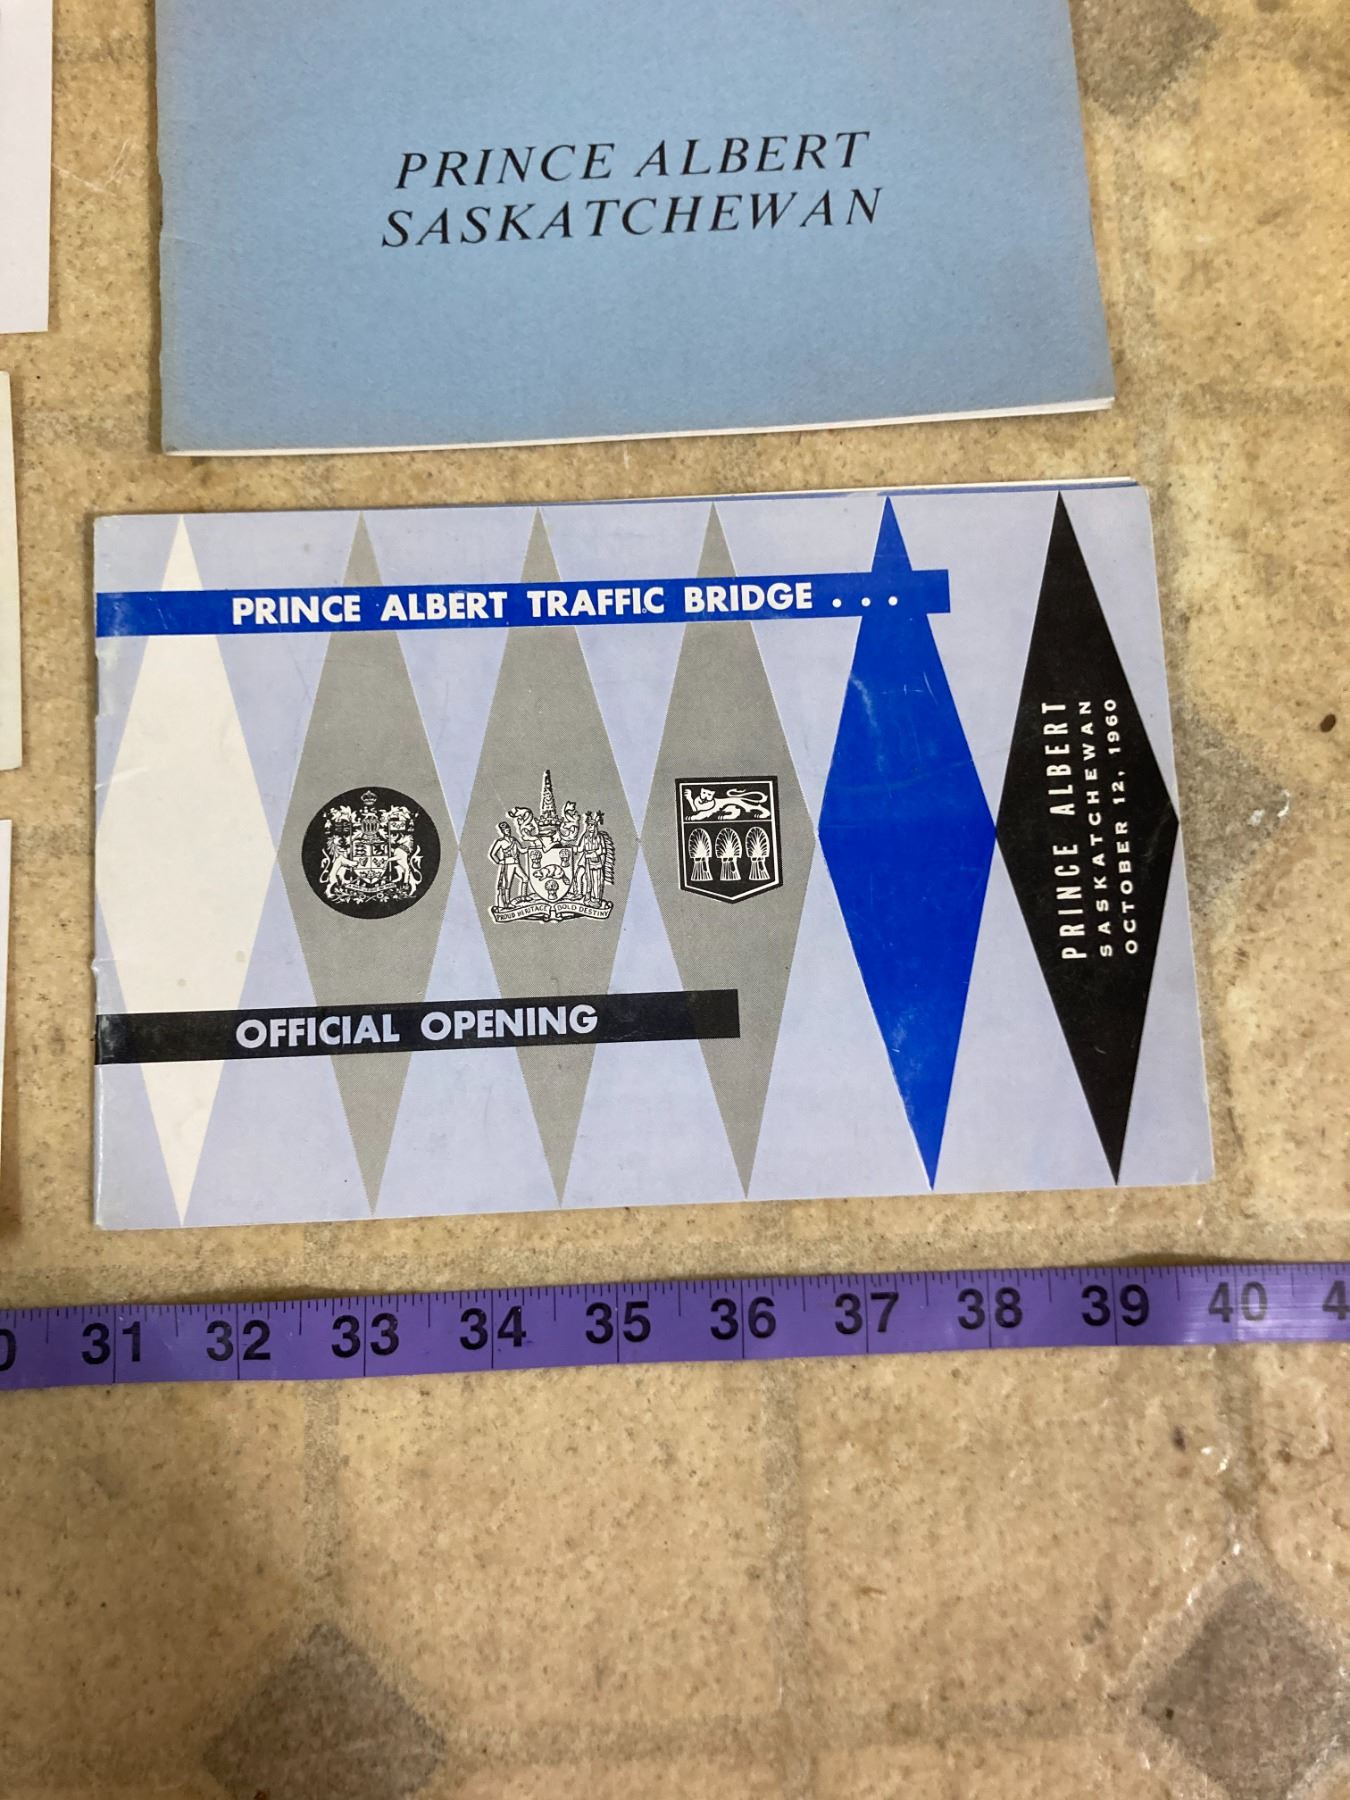 PRINCE ALBERT
SASKATCHEWAN
PRINCE ALBERT TRAFFIC BRIDGE . . .
PROUD HERITAGE BOLD DESTINY
OFFICIAL OPENING
PRINCE ALBERT
SASKATCHEWAN
OCTOBER 12, 1960
31 32 33 34 35 36 37 38 39 40